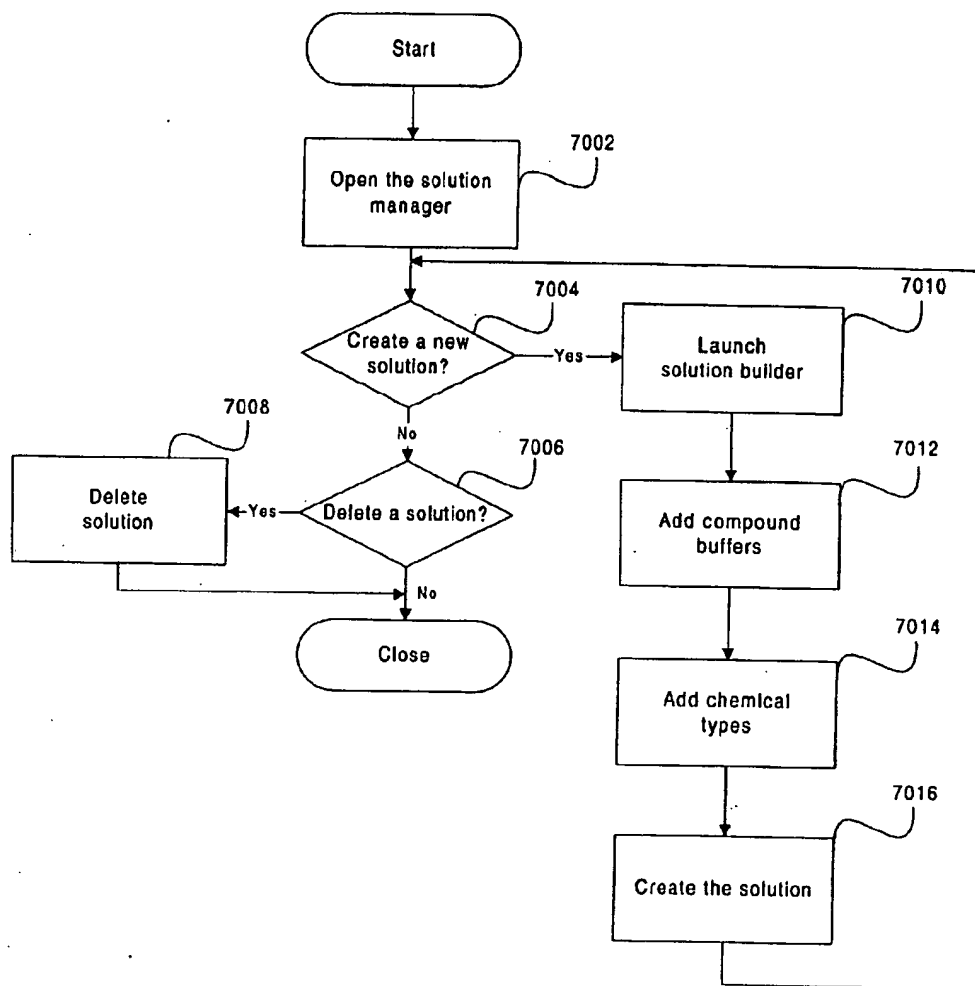 Start
7002
Open the solution
manager
7004
Create a new
solution?
Yes
7010
Launch
solution builder
No
7008
Delete
solution
Yes
7006
Delete a solution?
No
Close
7012
Add compound
buffers
7014
Add chemical
types
7016
Create the solution